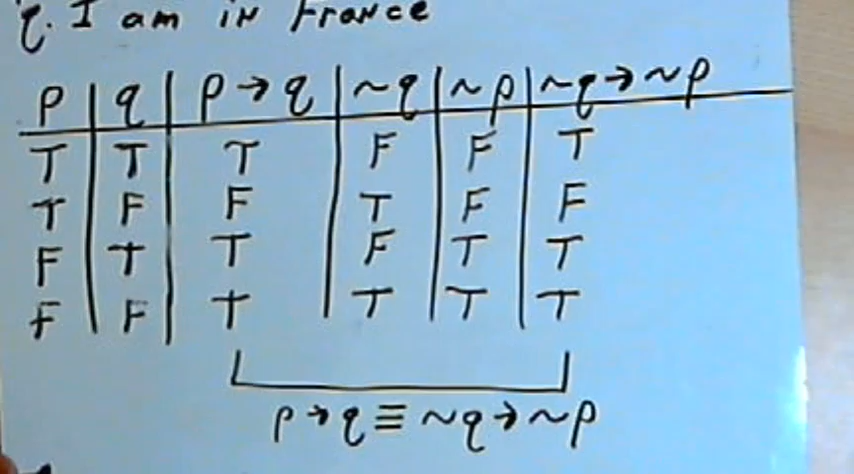 q. I am in France
p | q | p → q | ~q | ~p | ~q → ~p
T | T | T | F | F | T
T | F | F | T | F | F
F | T | T | F | T | T
F | F | T | T | T | T
p → q ≡ ~q → ~p